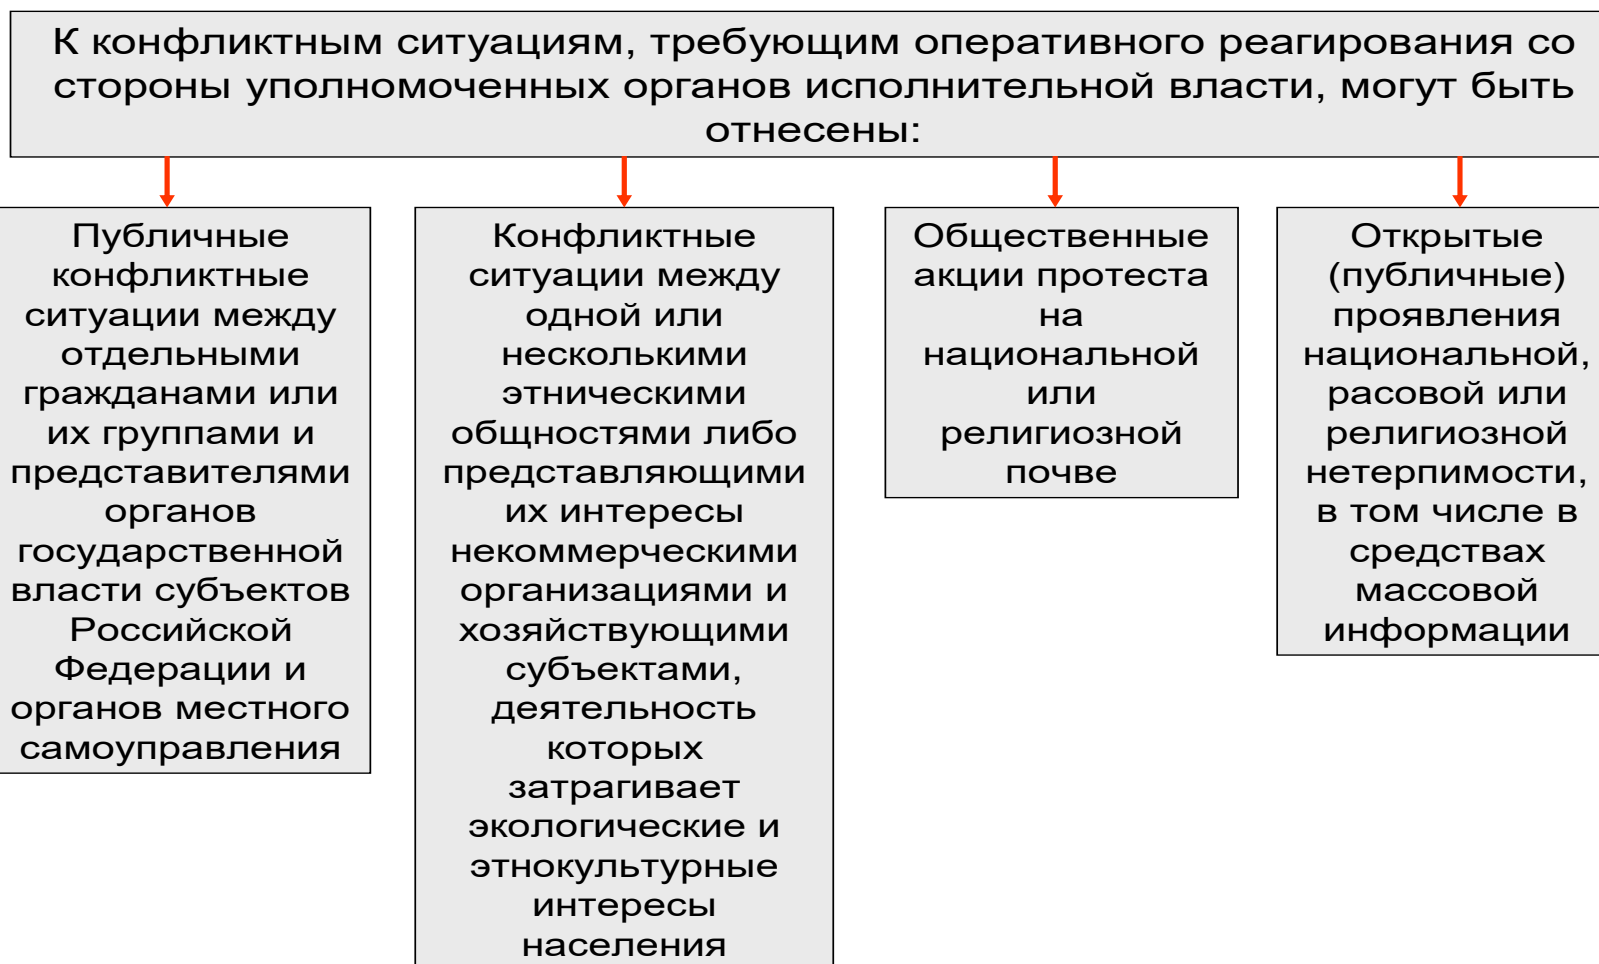 К конфликтным ситуациям, требующим оперативного реагирования со
стороны уполномоченных органов исполнительной власти, могут быть
отнесены:
Публичные
конфликтные
ситуации между
отдельными
гражданами или
их группами и
представителями
органов
государственной
власти субъектов
Российской
Федерации и
органов местного
самоуправления
Конфликтные
ситуации между
одной или
несколькими
этническими
общностями либо
представляющими
их интересы
некоммерческими
организациями и
хозяйствующими
субъектами,
деятельность
которых
затрагивает
экологические и
этнокультурные
интересы
населения
Общественные
акции протеста
на
национальной
или
религиозной
почве
Открытые
(публичные)
проявления
национальной,
расовой или
религиозной
нетерпимости,
в том числе в
средствах
массовой
информации